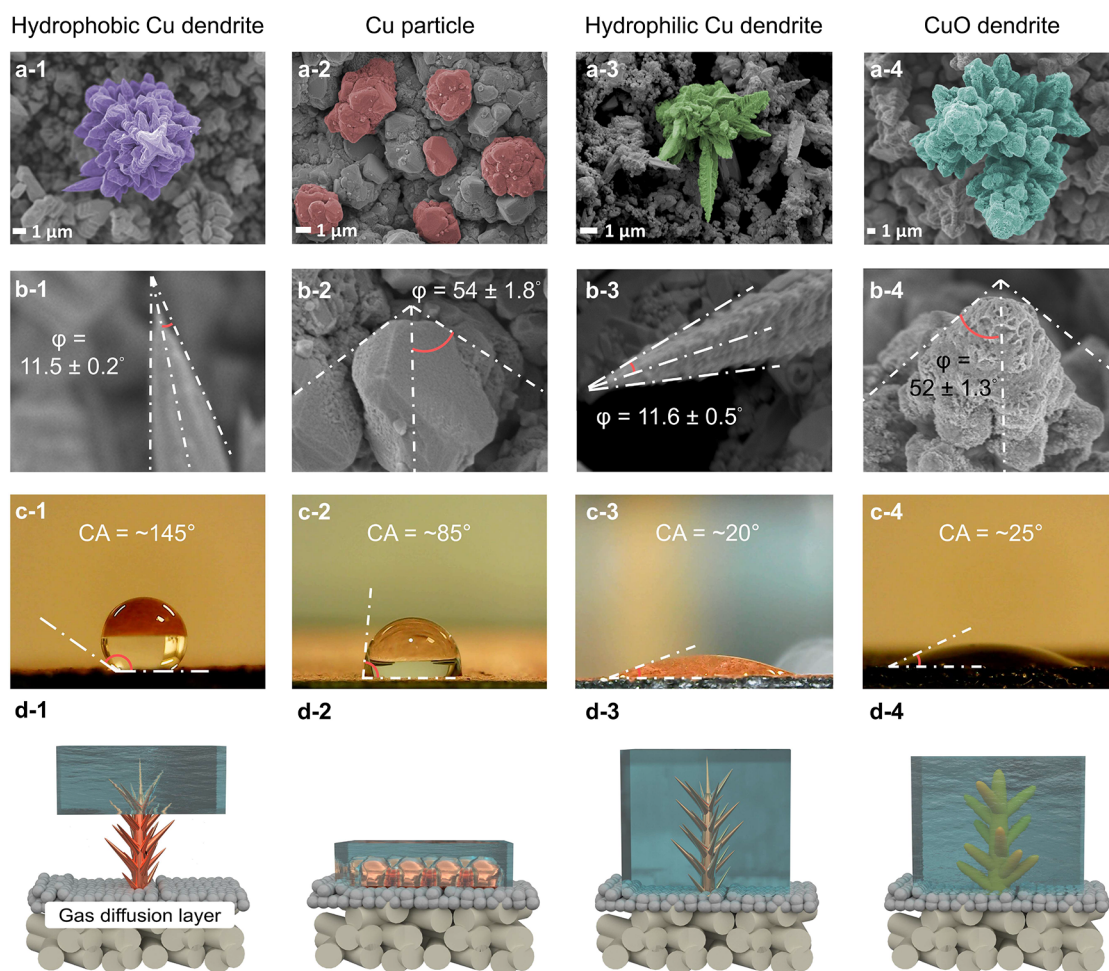 Hydrophobic Cu dendrite
Cu particle
Hydrophilic Cu dendrite
CuO dendrite
a-1
1 μm
a-2
1 μm
a-3
1 μm
a-4
1 μm
b-1
φ =
11.5 ± 0.2°
b-2
φ = 54 ± 1.8°
b-3
φ = 11.6 ± 0.5°
b-4
φ =
52 ± 1.3°
c-1
CA = ~145°
c-2
CA = ~85°
c-3
CA = ~20°
c-4
CA = ~25°
d-1
d-2
d-3
d-4
Gas diffusion layer